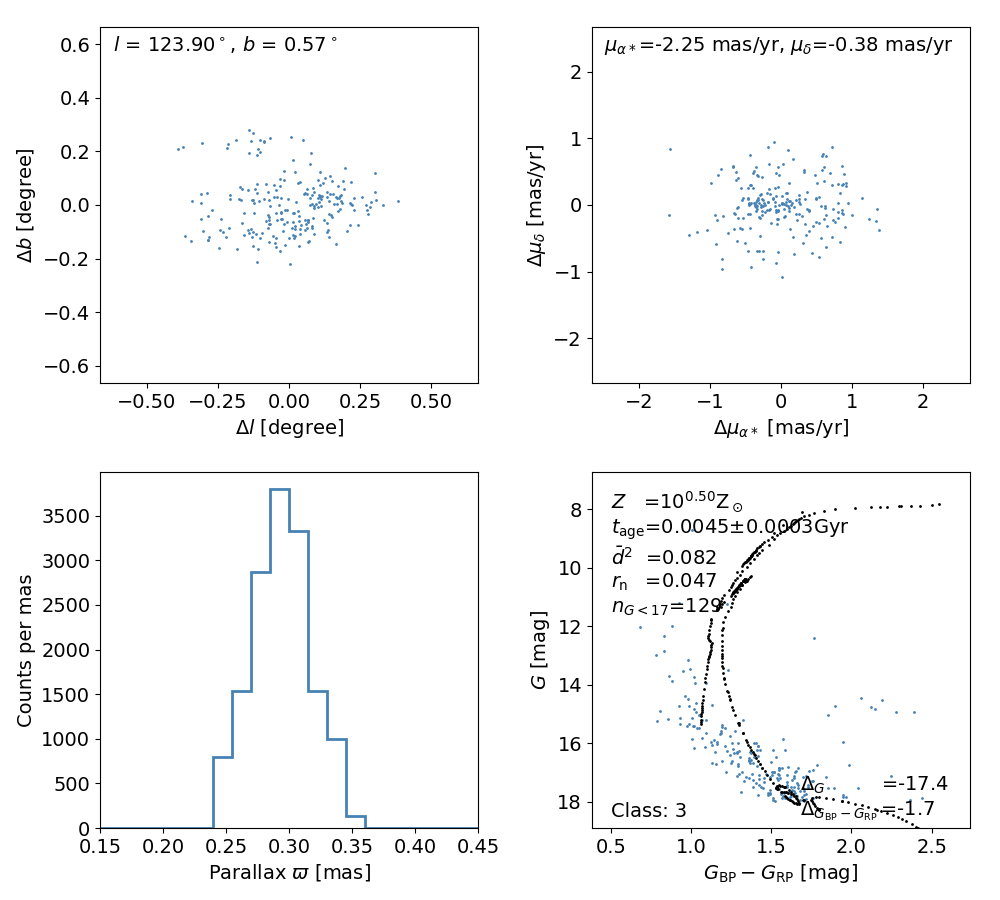 l = 123.90°, b = 0.57°
0.6
0.4
0.2
0.0
−0.2
−0.4
−0.6
Δb [degree]
−0.50 −0.25 0.00 0.25 0.50
Δl [degree]
μα*=-2.25 mas/yr, μδ=-0.38 mas/yr
2
1
0
−1
−2
Δμδ [mas/yr]
−2 −1 0 1 2
Δμα* [mas/yr]
3500
3000
2500
2000
1500
1000
500
0
Counts per mas
0.15 0.20 0.25 0.30 0.35 0.40 0.45
Parallax ϖ [mas]
Z =10^0.50Z⊙
t_age=0.0045±0.0003Gyr
d̄² =0.082
r_n =0.047
n_G<17=129
8
10
12
14
16
18
G [mag]
Δ_G =-17.4
Δ_GBP−GRP=-1.7
Class: 3
0.5 1.0 1.5 2.0 2.5
G_BP − G_RP [mag]